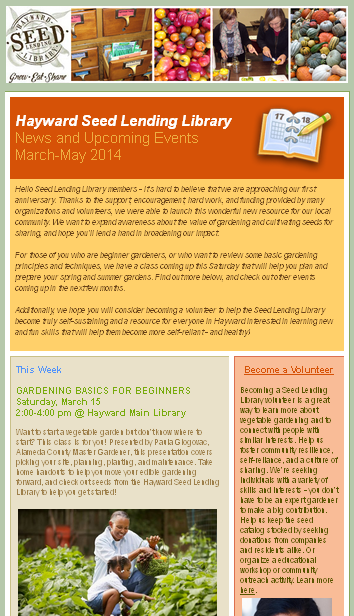 HAYWARD
SEED
LENDING
LIBRARY
Grow·Eat·Share
Hayward Seed Lending Library
News and Upcoming Events
March-May 2014
17 18
Hello Seed Lending Library members – It's hard to believe that we are approaching our first
anniversary. Thanks to the support, encouragement, hard work, and funding provided by many
organizations and volunteers, we were able to launch this wonderful new resource for our local
community. We want to expand awareness about the value of gardening and cultivating seeds for
sharing, and hope you'll lend a hand in broadening our impact.
For those of you who are beginner gardeners, or who want to review some basic gardening
principles and techniques, we have a class coming up this Saturday that will help you plan and
prepare your spring and summer gardens. Find out more below, and check out other events
coming up in the next few months.
Additionally, we hope you will consider becoming a volunteer to help the Seed Lending Library
become truly self-sustaining and a resource for everyone in Hayward interested in learning new
and fun skills that will help them become more self-reliant – and healthy!
This Week
GARDENING BASICS FOR BEGINNERS
Saturday, March 15
2:00-4:00 pm @ Hayward Main Library
Want to start a vegetable garden but don't know where to
start? This class is for you! Presented by Panla Glogovac,
Alameda County Master Gardener, this presentation covers
picking your site, planning, planting, and maintenance. Take
home handouts to help you move your edible gardening
forward, and check out seeds from the Hayward Seed Lending
Library to help you get started!
Become a Volunteer
Becoming a Seed Lending
Library volunteer is a great
way to learn more about
vegetable gardening and to
connect with people with
similar interests. Help us
foster community resilience,
self-reliance, and a culture of
sharing. We're seeking
individuals with a variety of
skills and interests – you don't
have to be an expert gardener
to make a big contribution.
Help us keep the seed
catalog stocked by seeking
donations from companies
and residents alike. Or
organize a educational
workshop or community
outreach activity. Learn more
here.